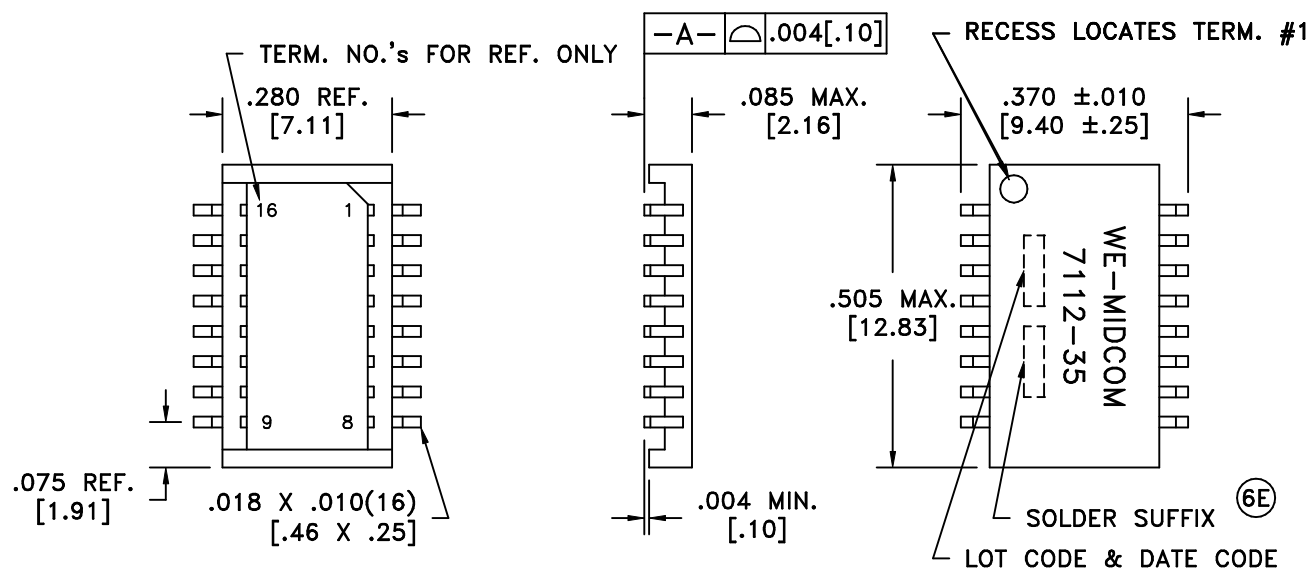 TERM. NO.'s FOR REF. ONLY
.280 REF.
[7.11]
16
1
9
8
.075 REF.
[1.91]
.018 X .010(16)
[.46 X .25]
-A- ⌓ .004[.10]
.085 MAX.
[2.16]
.004 MIN.
[.10]
RECESS LOCATES TERM. #1
.370 ±.010
[9.40 ±.25]
.505 MAX.
[12.83]
WE-MIDCOM
7112-35
6E
SOLDER SUFFIX
LOT CODE & DATE CODE